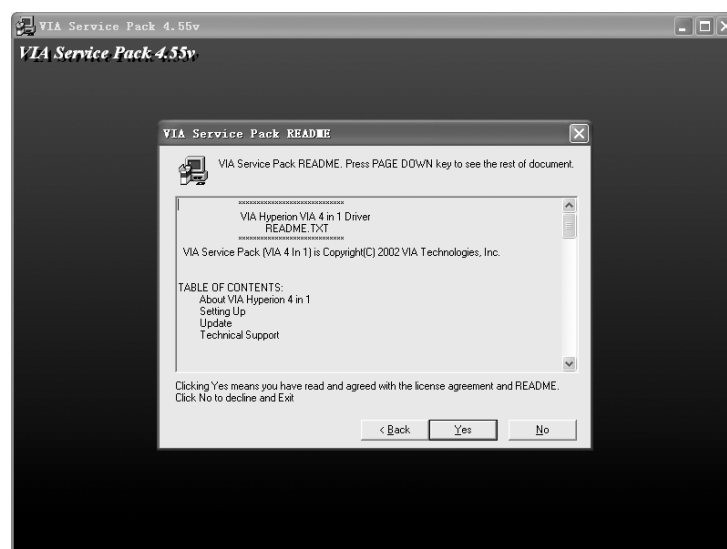 VIA Service Pack 4.55v
VIA Service Pack 4.55v
VIA Service Pack README
VIA Service Pack README. Press PAGE DOWN key to see the rest of document.
××××××××××××××××××××××××××
VIA Hyperion VIA 4 in 1 Driver
README.TXT
××××××××××××××××××××××××××
VIA Service Pack (VIA 4 In 1) is Copyright(C) 2002 VIA Technologies, Inc.
TABLE OF CONTENTS:
About VIA Hyperion 4 in 1
Setting Up
Update
Technical Support
Clicking Yes means you have read and agreed with the license agreement and README.
Click No to decline and Exit
< Back Yes No